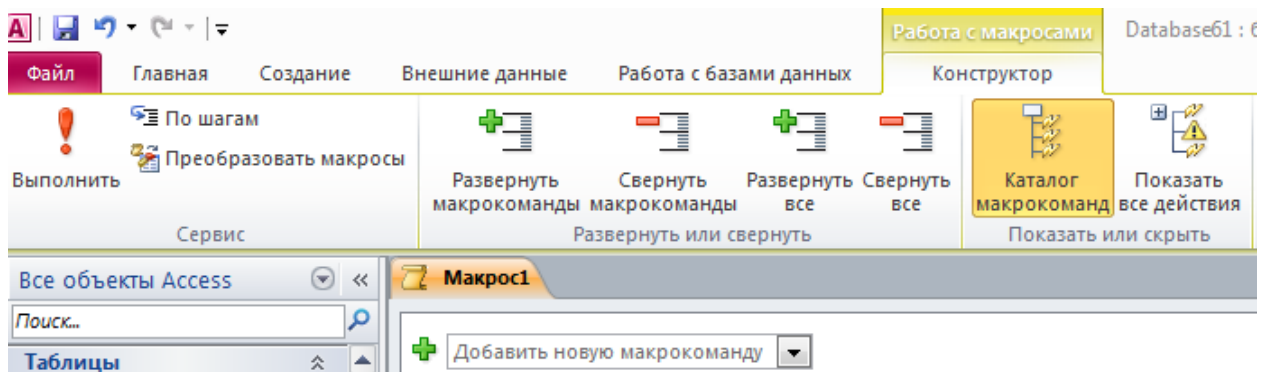 A
Работа с макросами
Database61 : б
Файл
Главная
Создание
Внешние данные
Работа с базами данных
Конструктор
Выполнить
По шагам
Преобразовать макросы
Развернуть
макрокоманды
Свернуть
макрокоманды
Развернуть
все
Свернуть
все
Каталог
макрокоманд
Показать
все действия
Сервис
Развернуть или свернуть
Показать или скрыть
Все объекты Access
Макрос1
Поиск...
Добавить новую макрокоманду
Таблицы